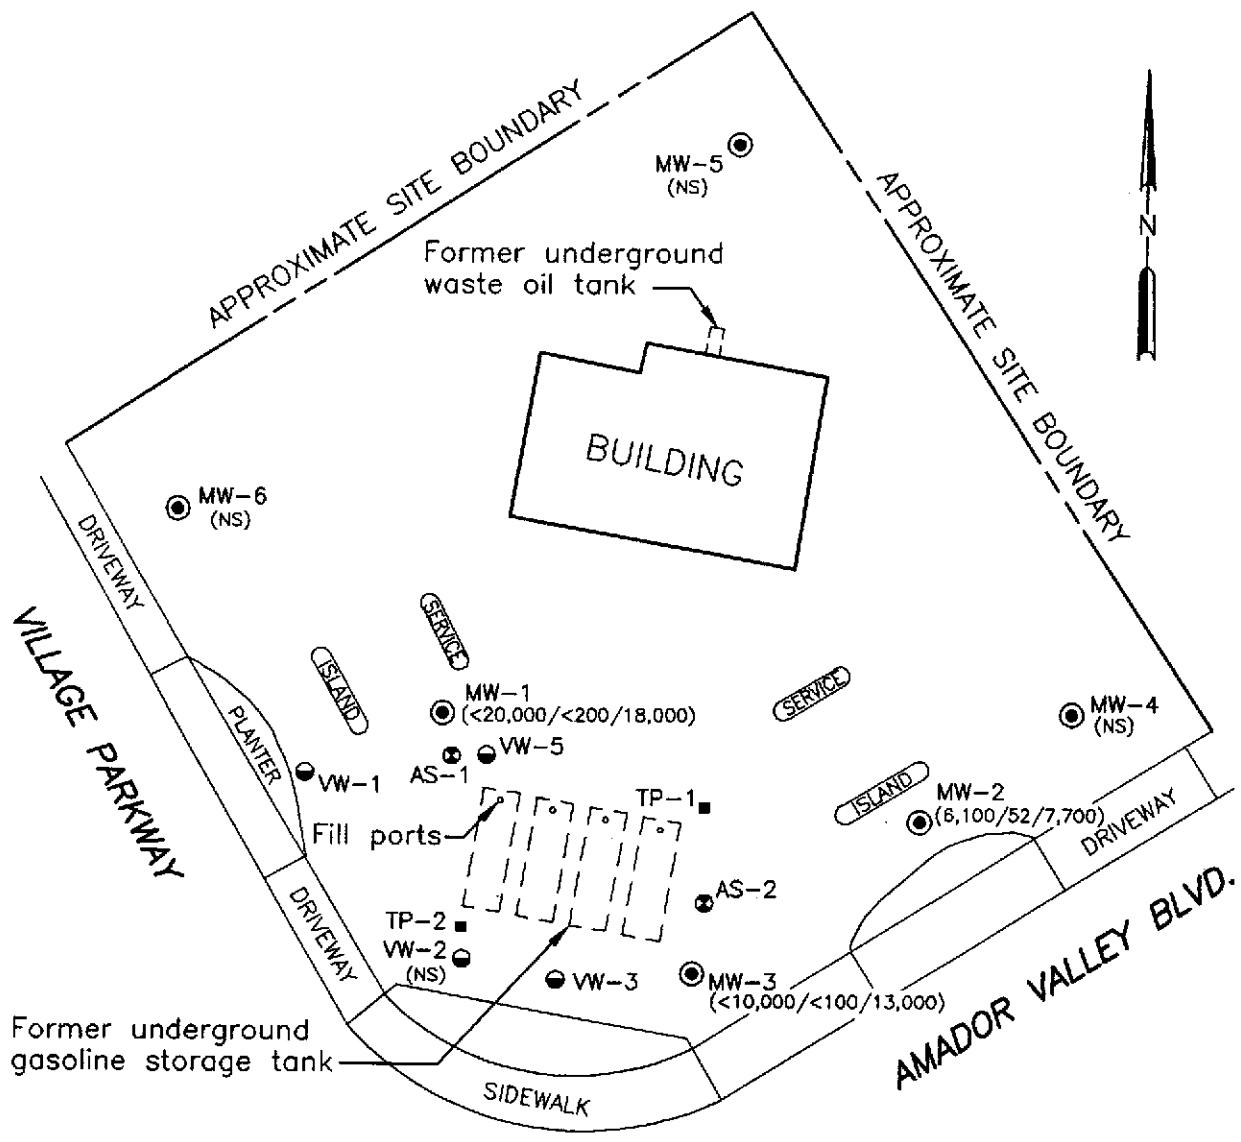 APPROXIMATE SITE BOUNDARY
MW-5
(NS)
APPROXIMATE SITE BOUNDARY
N
Former underground
waste oil tank
BUILDING
MW-6
(NS)
DRIVEWAY
VILLAGE PARKWAY
SERVICE
ISLAND
MW-1
(<20,000/<200/18,000)
SERVICE
MW-4
(NS)
PLANTER
VW-1
AS-1
VW-5
TP-1
ISLAND
MW-2
(6,100/52/7,700)
DRIVEWAY
Fill ports
AS-2
DRIVEWAY
TP-2
VW-2
(NS)
VW-3
MW-3
(<10,000/<100/13,000)
AMADOR VALLEY BLVD.
Former underground
gasoline storage tank
SIDEWALK